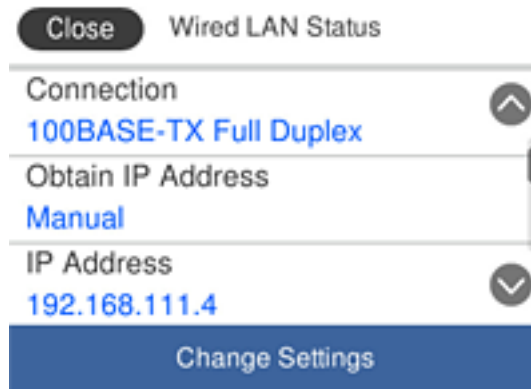 Close Wired LAN Status
Connection
100BASE-TX Full Duplex
Obtain IP Address
Manual
IP Address
192.168.111.4
Change Settings